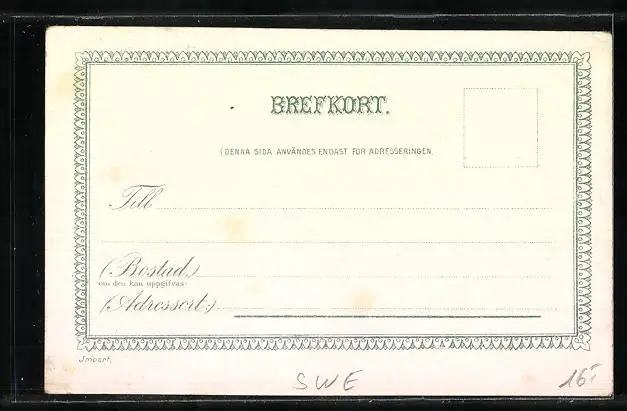 BREFKORT.
(DENNA SIDA ANVÄNDES ENDAST FÖR ADRESSERINGEN.
Till
(Bostad,)
om den kan uppgifvas.
(Adressort:)
Import.
SWE
16,-